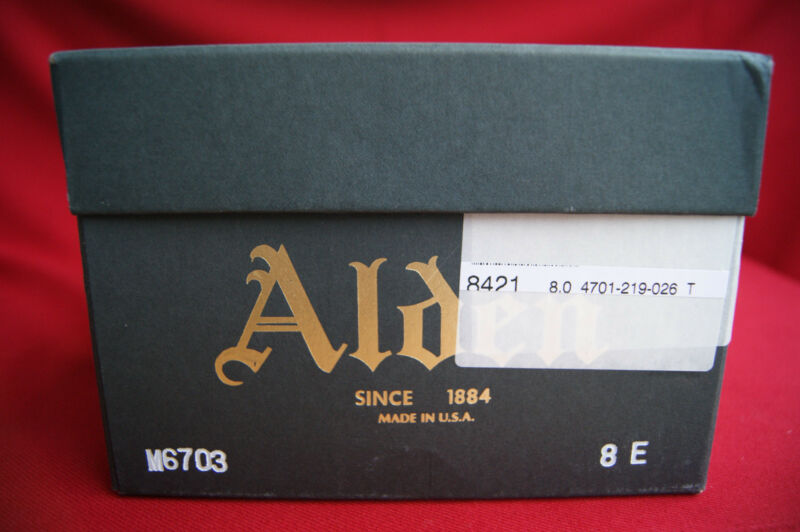 Alden
8421 8.0 4701-219-026 T
SINCE 1884
MADE IN U.S.A.
M6703 8 E